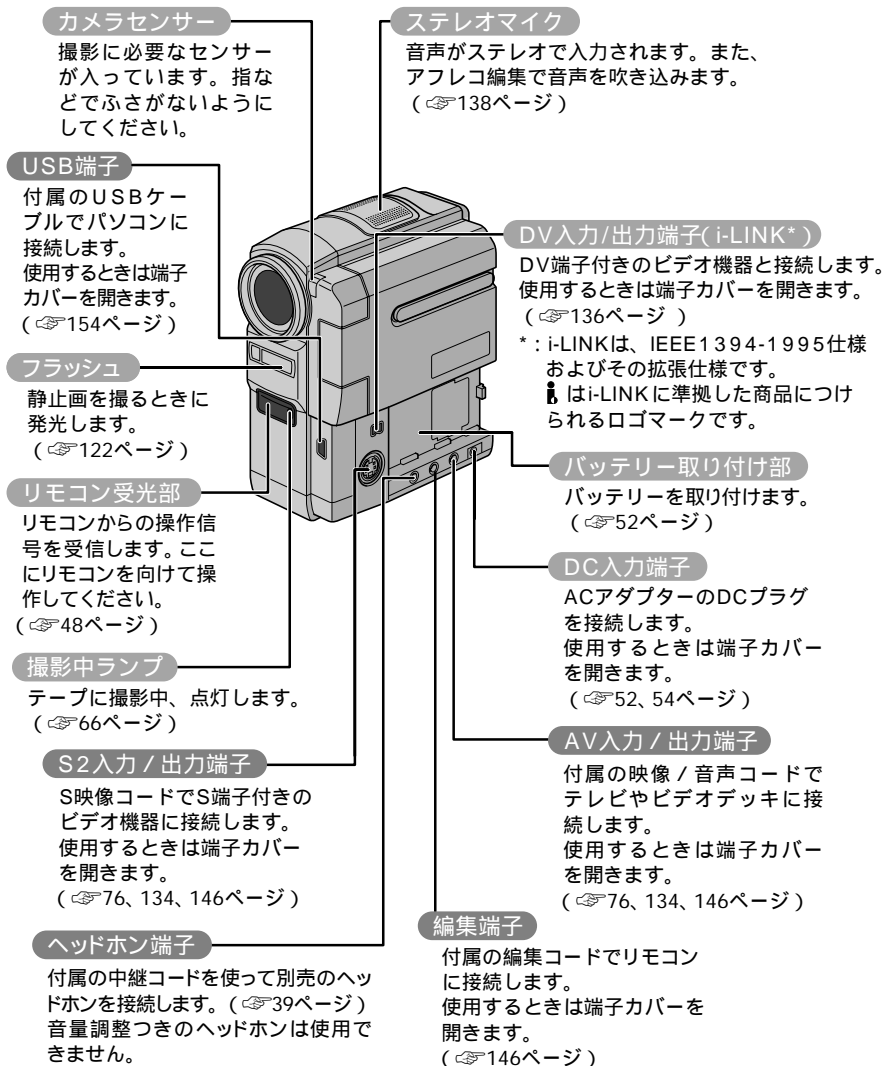 カメラセンサー
撮影に必要なセンサー
が入っています。指な
どでふさがないように
してください。
ステレオマイク
音声がステレオで入力されます。また、
アフレコ編集で音声を吹き込みます。
（☞138ページ）
USB端子
付属のUSBケー
ブルでパソコンに
接続します。
使用するときは端子
カバーを開きます。
（☞154ページ）
DV入力/出力端子（i-LINK*）
DV端子付きのビデオ機器と接続します。
使用するときは端子カバーを開きます。
（☞136ページ ）
*：i-LINKは、IEEE1394-1995仕様
およびその拡張仕様です。
はi-LINKに準拠した商品につけ
られるロゴマークです。
フラッシュ
静止画を撮るときに
発光します。
（☞122ページ）
バッテリー取り付け部
バッテリーを取り付けます。
（☞52ページ）
リモコン受光部
リモコンからの操作信
号を受信します。ここ
にリモコンを向けて操
作してください。
（☞48ページ）
DC入力端子
ACアダプターのDCプラグ
を接続します。
使用するときは端子カバー
を開きます。
（☞52、54ページ）
撮影中ランプ
テープに撮影中、点灯します。
（☞66ページ）
AV入力／出力端子
付属の映像／音声コードで
テレビやビデオデッキに接
続します。
使用するときは端子カバー
を開きます。
（☞76、134、146ページ）
S2入力／出力端子
S映像コードでS端子付きの
ビデオ機器に接続します。
使用するときは端子カバー
を開きます。
（☞76、134、146ページ）
編集端子
付属の編集コードでリモコン
に接続します。
使用するときは端子カバーを
開きます。
（☞146ページ）
ヘッドホン端子
付属の中継コードを使って別売のヘッ
ドホンを接続します。（☞39ページ）
音量調整つきのヘッドホンは使用で
きません。